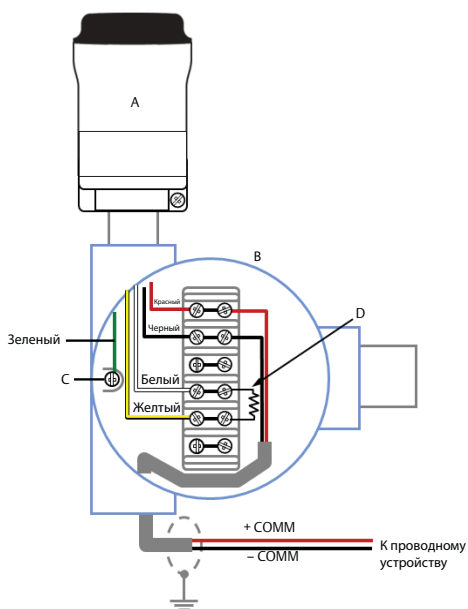 A
B
Красный
D
Черный
Зеленый
C
Белый
Желтый
+ COMM
– COMM
К проводному
устройству